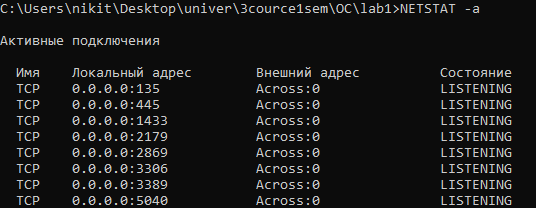 C:\Users\nikit\Desktop\univer\3cource1sem\OC\lab1>NETSTAT -a
Активные подключения
Имя Локальный адрес Внешний адрес Состояние
TCP 0.0.0.0:135 Across:0 LISTENING
TCP 0.0.0.0:445 Across:0 LISTENING
TCP 0.0.0.0:1433 Across:0 LISTENING
TCP 0.0.0.0:2179 Across:0 LISTENING
TCP 0.0.0.0:2869 Across:0 LISTENING
TCP 0.0.0.0:3306 Across:0 LISTENING
TCP 0.0.0.0:3389 Across:0 LISTENING
TCP 0.0.0.0:5040 Across:0 LISTENING